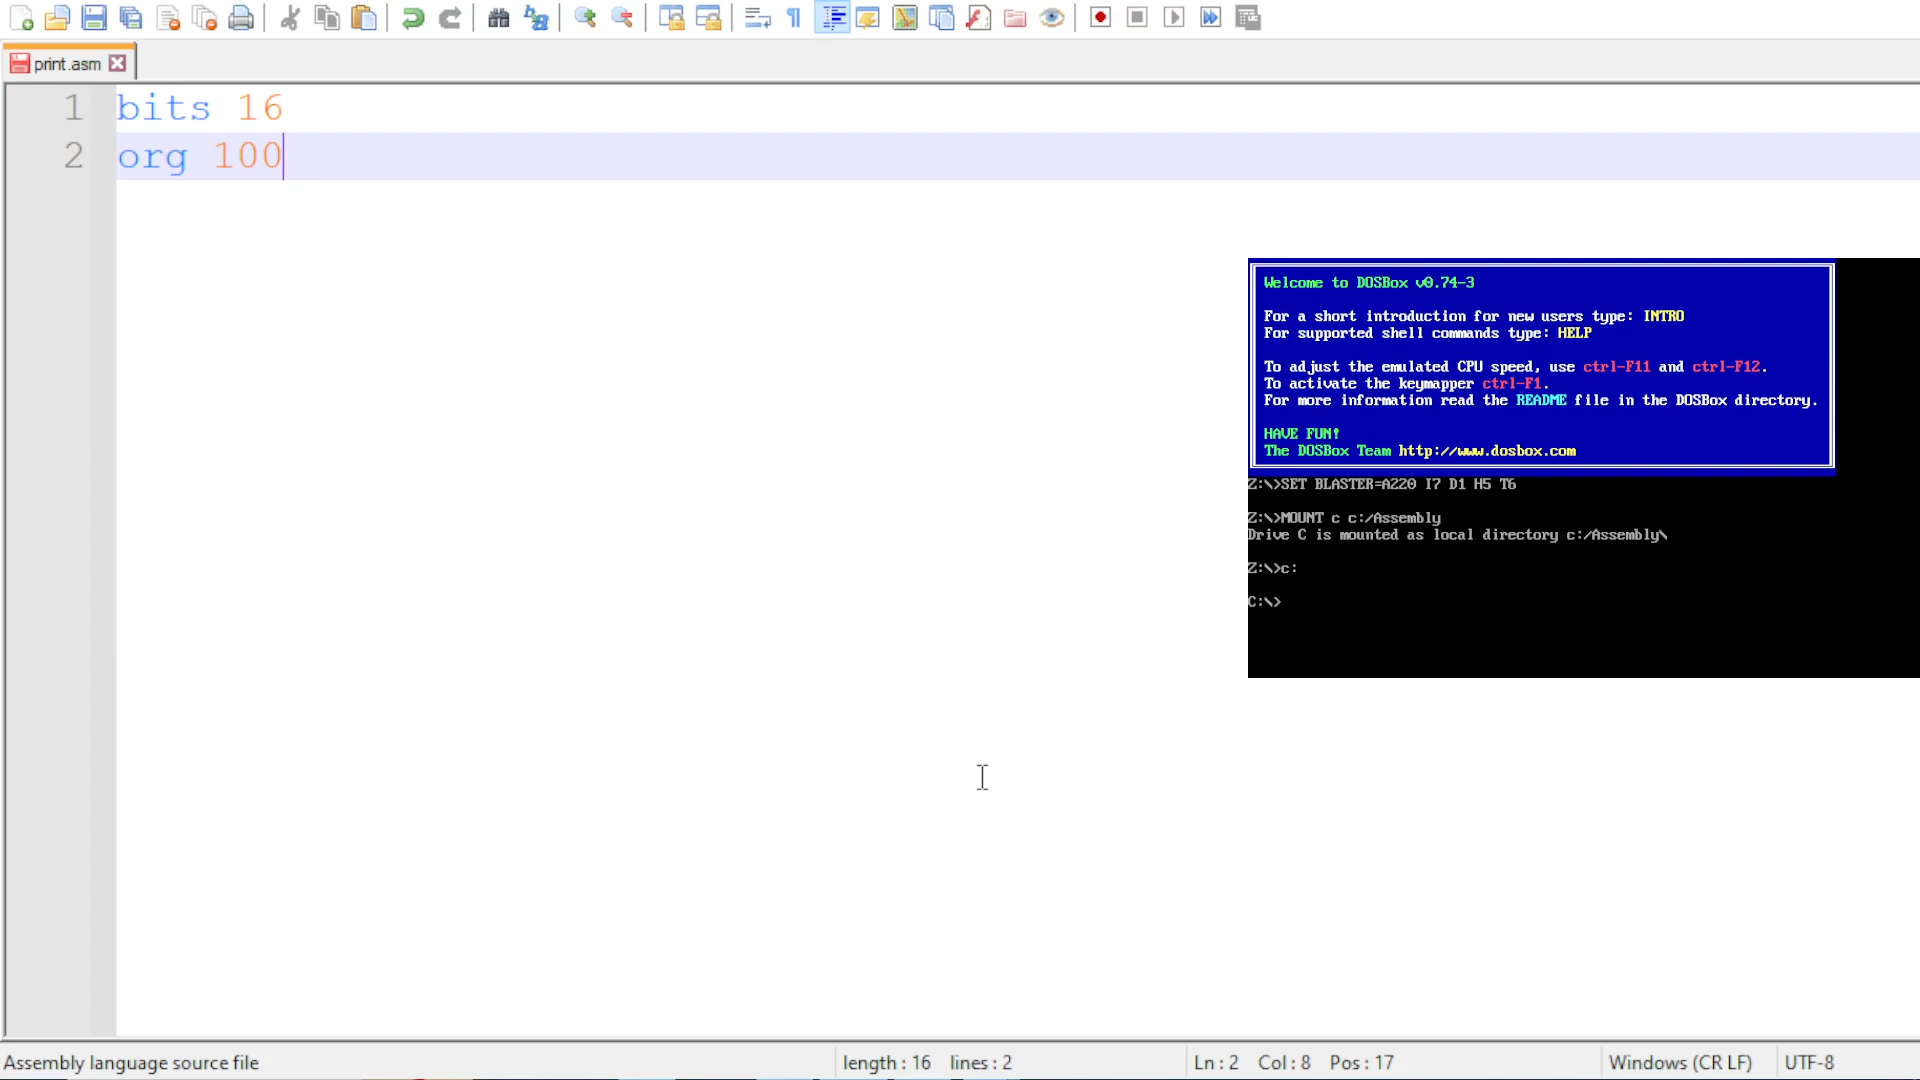 print.asm
1 bits 16
2 org 100
Welcome to DOSBox v0.74-3
For a short introduction for new users type: INTRO
For supported shell commands type: HELP
To adjust the emulated CPU speed, use ctrl-F11 and ctrl-F12.
To activate the keymapper ctrl-F1.
For more information read the README file in the DOSBox directory.
HAVE FUN!
The DOSBox Team http://www.dosbox.com
Z:\>SET BLASTER=A220 I7 D1 H5 T6
Z:\>MOUNT c c:/Assembly
Drive C is mounted as local directory c:/Assembly\
Z:\>c:
C:\>
Assembly language source file length : 16 lines : 2 Ln : 2 Col : 8 Pos : 17 Windows (CR LF) UTF-8